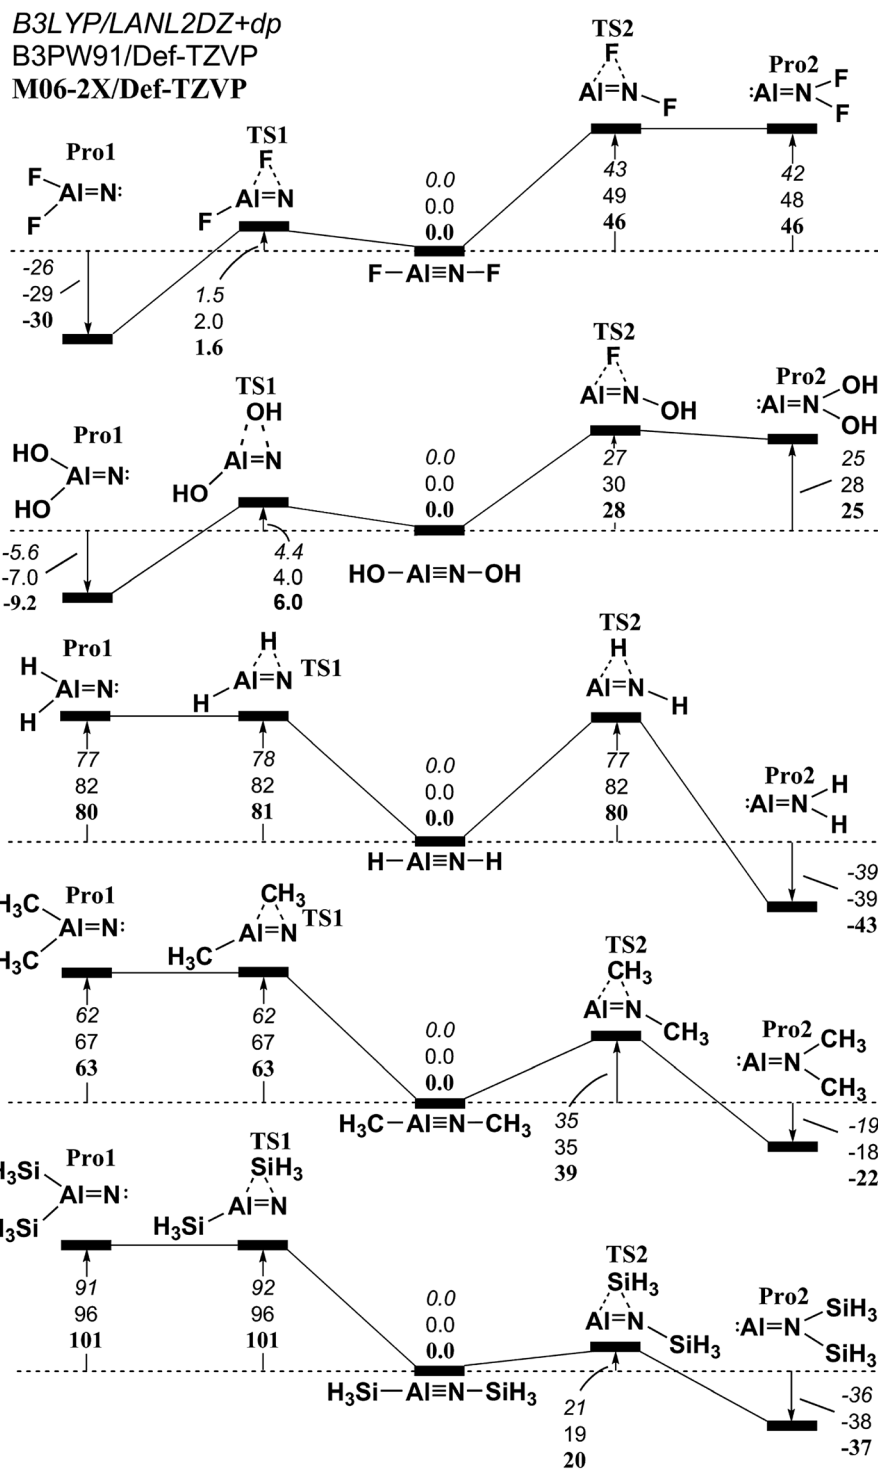 B3LYP/LANL2DZ+dp
B3PW91/Def-TZVP
M06-2X/Def-TZVP
Pro1
F
F
Al=N:
TS1
F
Al=N
F
0.0
0.0
0.0
F—Al≡N—F
TS2
F
Al=N
F
Pro2
:Al=N
F
F
-26
-29
-30
1.5
2.0
1.6
43
49
46
42
48
46
Pro1
HO
HO
Al=N:
TS1
OH
Al=N
HO
0.0
0.0
0.0
HO—Al≡N—OH
TS2
F
Al=N
OH
Pro2
:Al=N
OH
OH
-5.6
-7.0
-9.2
4.4
4.0
6.0
27
30
28
25
28
25
Pro1
H
H
Al=N:
TS1
H
Al=N
H
0.0
0.0
0.0
H—Al≡N—H
TS2
H
Al=N
H
Pro2
:Al=N
H
H
77
82
80
78
82
81
77
82
80
-39
-39
-43
Pro1
H₃C
H₃C
Al=N:
TS1
CH₃
Al=N
H₃C
0.0
0.0
0.0
H₃C—Al≡N—CH₃
TS2
CH₃
Al=N
CH₃
Pro2
:Al=N
CH₃
CH₃
62
67
63
62
67
63
35
35
39
-19
-18
-22
Pro1
H₃Si
H₃Si
Al=N:
TS1
SiH₃
Al=N
H₃Si
0.0
0.0
0.0
H₃Si—Al≡N—SiH₃
TS2
SiH₃
Al=N
SiH₃
Pro2
:Al=N
SiH₃
SiH₃
91
96
101
92
96
101
21
19
20
-36
-38
-37